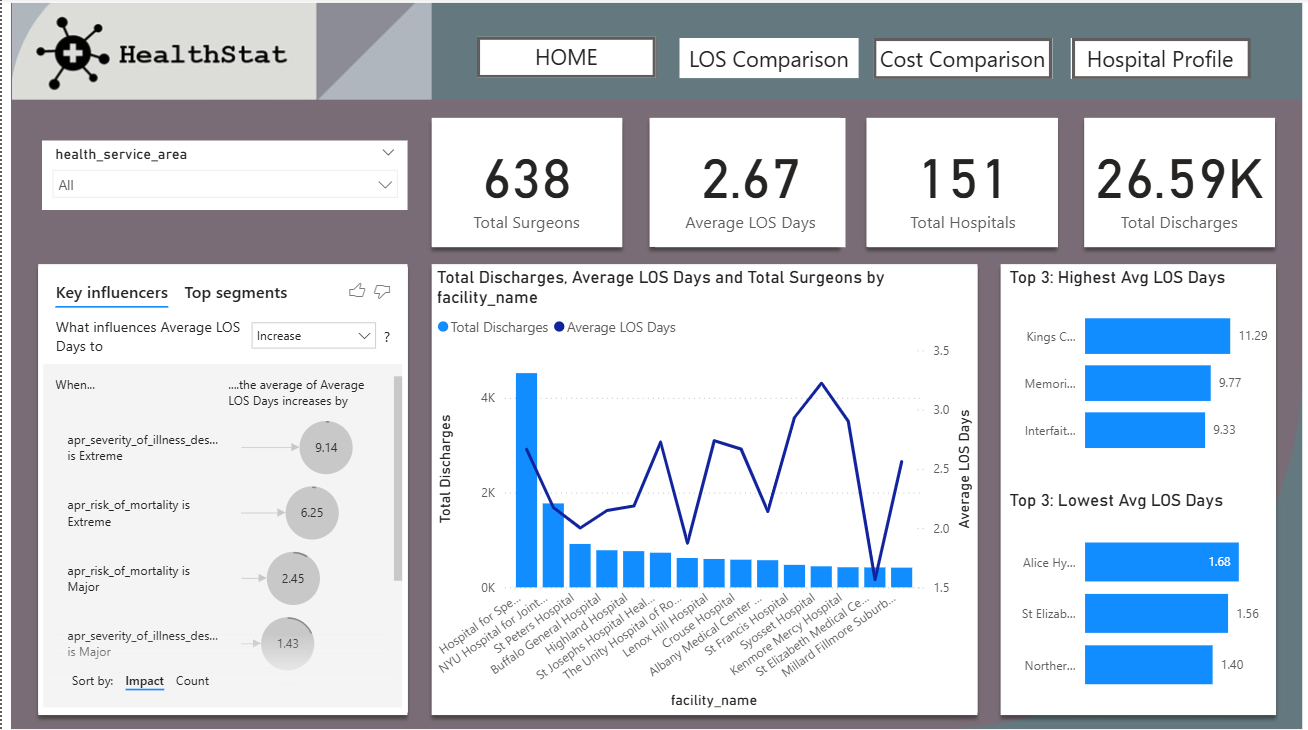 HealthStat
HOME
LOS Comparison
Cost Comparison
Hospital Profile
health_service_area
All
638
Total Surgeons
2.67
Average LOS Days
151
Total Hospitals
26.59K
Total Discharges
Key influencers
Top segments
What influences Average LOS
Days to
Increase
?
When...
....the average of Average
LOS Days increases by
apr_severity_of_illness_des...
is Extreme
9.14
apr_risk_of_mortality is
Extreme
6.25
apr_risk_of_mortality is
Major
2.45
apr_severity_of_illness_des...
is Major
1.43
Sort by:
Impact
Count
Total Discharges, Average LOS Days and Total Surgeons by
facility_name
Total Discharges
Average LOS Days
Total Discharges
4K
2K
0K
3.5
3.0
2.5
2.0
1.5
Average LOS Days
Hospital for Spe...
NYU Hospital for Joint...
St Peters Hospital
Buffalo General Hospital
Highland Hospital
St Josephs Hospital Heal...
The Unity Hospital of Ro...
Lenox Hill Hospital
Crouse Hospital
Albany Medical Center ...
St Francis Hospital
Syosset Hospital
Kenmore Mercy Hospital
St Elizabeth Medical Ce...
Millard Fillmore Suburb...
facility_name
Top 3: Highest Avg LOS Days
Kings C...
11.29
Memori...
9.77
Interfait...
9.33
Top 3: Lowest Avg LOS Days
Alice Hy...
1.68
St Elizab...
1.56
Norther...
1.40